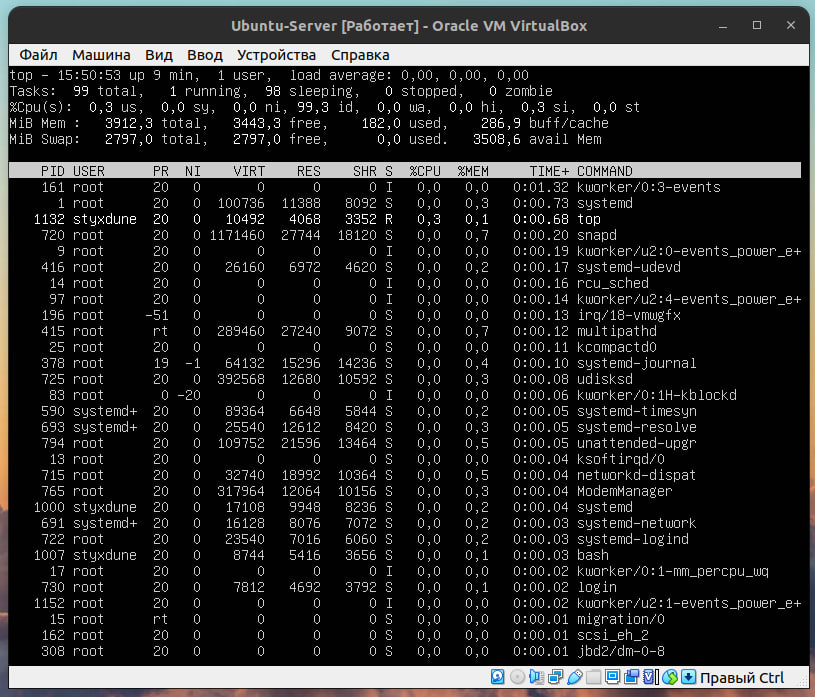 Ubuntu-Server [Работает] - Oracle VM VirtualBox
Файл Машина Вид Ввод Устройства Справка
top - 15:50:53 up 9 min, 1 user, load average: 0,00, 0,00, 0,00
Tasks: 99 total, 1 running, 98 sleeping, 0 stopped, 0 zombie
%Cpu(s): 0,3 us, 0,0 sy, 0,0 ni, 99,3 id, 0,0 wa, 0,0 hi, 0,3 si, 0,0 st
MiB Mem : 3912,3 total, 3443,3 free, 182,0 used, 286,9 buff/cache
MiB Swap: 2797,0 total, 2797,0 free, 0,0 used. 3508,6 avail Mem
PID USER PR NI VIRT RES SHR S %CPU %MEM TIME+ COMMAND
161 root 20 0 0 0 0 I 0,0 0,0 0:01.32 kworker/0:3-events
1 root 20 0 100736 11388 8092 S 0,0 0,3 0:00.73 systemd
1132 styxdune 20 0 10492 4068 3352 R 0,3 0,1 0:00.68 top
720 root 20 0 1171460 27744 18120 S 0,0 0,7 0:00.20 snapd
9 root 20 0 0 0 0 I 0,0 0,0 0:00.19 kworker/u2:0-events_power_e+
416 root 20 0 26160 6972 4620 S 0,0 0,2 0:00.17 systemd-udevd
14 root 20 0 0 0 0 I 0,0 0,0 0:00.16 rcu_sched
97 root 20 0 0 0 0 I 0,0 0,0 0:00.14 kworker/u2:4-events_power_e+
196 root -51 0 0 0 0 S 0,0 0,0 0:00.13 irq/18-vmwgfx
415 root rt 0 289460 27240 9072 S 0,0 0,7 0:00.12 multipathd
25 root 20 0 0 0 0 S 0,0 0,0 0:00.11 kcompactd0
378 root 19 -1 64132 15296 14236 S 0,0 0,4 0:00.10 systemd-journal
725 root 20 0 392568 12680 10592 S 0,0 0,3 0:00.08 udisksd
83 root 0 -20 0 0 0 I 0,0 0,0 0:00.06 kworker/0:1H-kblockd
590 systemd+ 20 0 89364 6648 5844 S 0,0 0,2 0:00.05 systemd-timesyn
693 systemd+ 20 0 25540 12612 8420 S 0,0 0,3 0:00.05 systemd-resolve
794 root 20 0 109752 21596 13464 S 0,0 0,5 0:00.05 unattended-upgr
13 root 20 0 0 0 0 S 0,0 0,0 0:00.04 ksoftirqd/0
715 root 20 0 32740 18992 10364 S 0,0 0,5 0:00.04 networkd-dispat
765 root 20 0 317964 12064 10156 S 0,0 0,3 0:00.04 ModemManager
1000 styxdune 20 0 17108 9948 8236 S 0,0 0,2 0:00.04 systemd
691 systemd+ 20 0 16128 8076 7072 S 0,0 0,2 0:00.03 systemd-network
722 root 20 0 23540 7016 6060 S 0,0 0,2 0:00.03 systemd-logind
1007 styxdune 20 0 8744 5416 3656 S 0,0 0,1 0:00.03 bash
17 root 20 0 0 0 0 I 0,0 0,0 0:00.02 kworker/0:1-mm_percpu_wq
730 root 20 0 7812 4692 3792 S 0,0 0,1 0:00.02 login
1152 root 20 0 0 0 0 I 0,0 0,0 0:00.02 kworker/u2:1-events_power_e+
15 root rt 0 0 0 0 S 0,0 0,0 0:00.01 migration/0
162 root 20 0 0 0 0 S 0,0 0,0 0:00.01 scsi_eh_2
308 root 20 0 0 0 0 S 0,0 0,0 0:00.01 jbd2/dm-0-8
Правый Ctrl